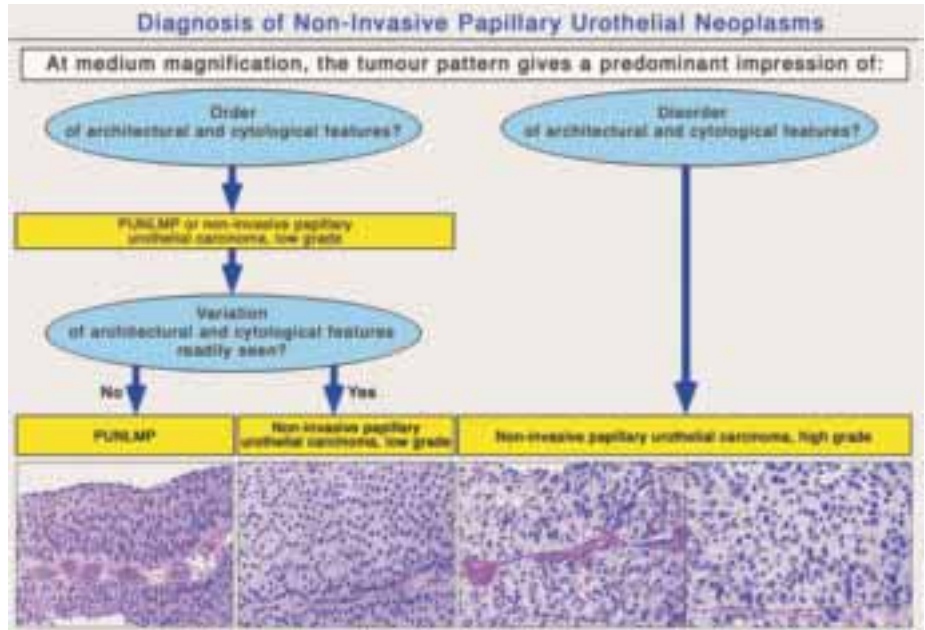 Diagnosis of Non-Invasive Papillary Urothelial Neoplasms
At medium magnification, the tumour pattern gives a predominant impression of:
Order
of architectural and cytological features?
Disorder
of architectural and cytological features?
PUNLMP or non-invasive papillary
urothelial carcinoma, low grade
Variation
of architectural and cytological features
readily seen?
No
Yes
PUNLMP
Non-invasive papillary
urothelial carcinoma, low grade
Non-invasive papillary urothelial carcinoma, high grade